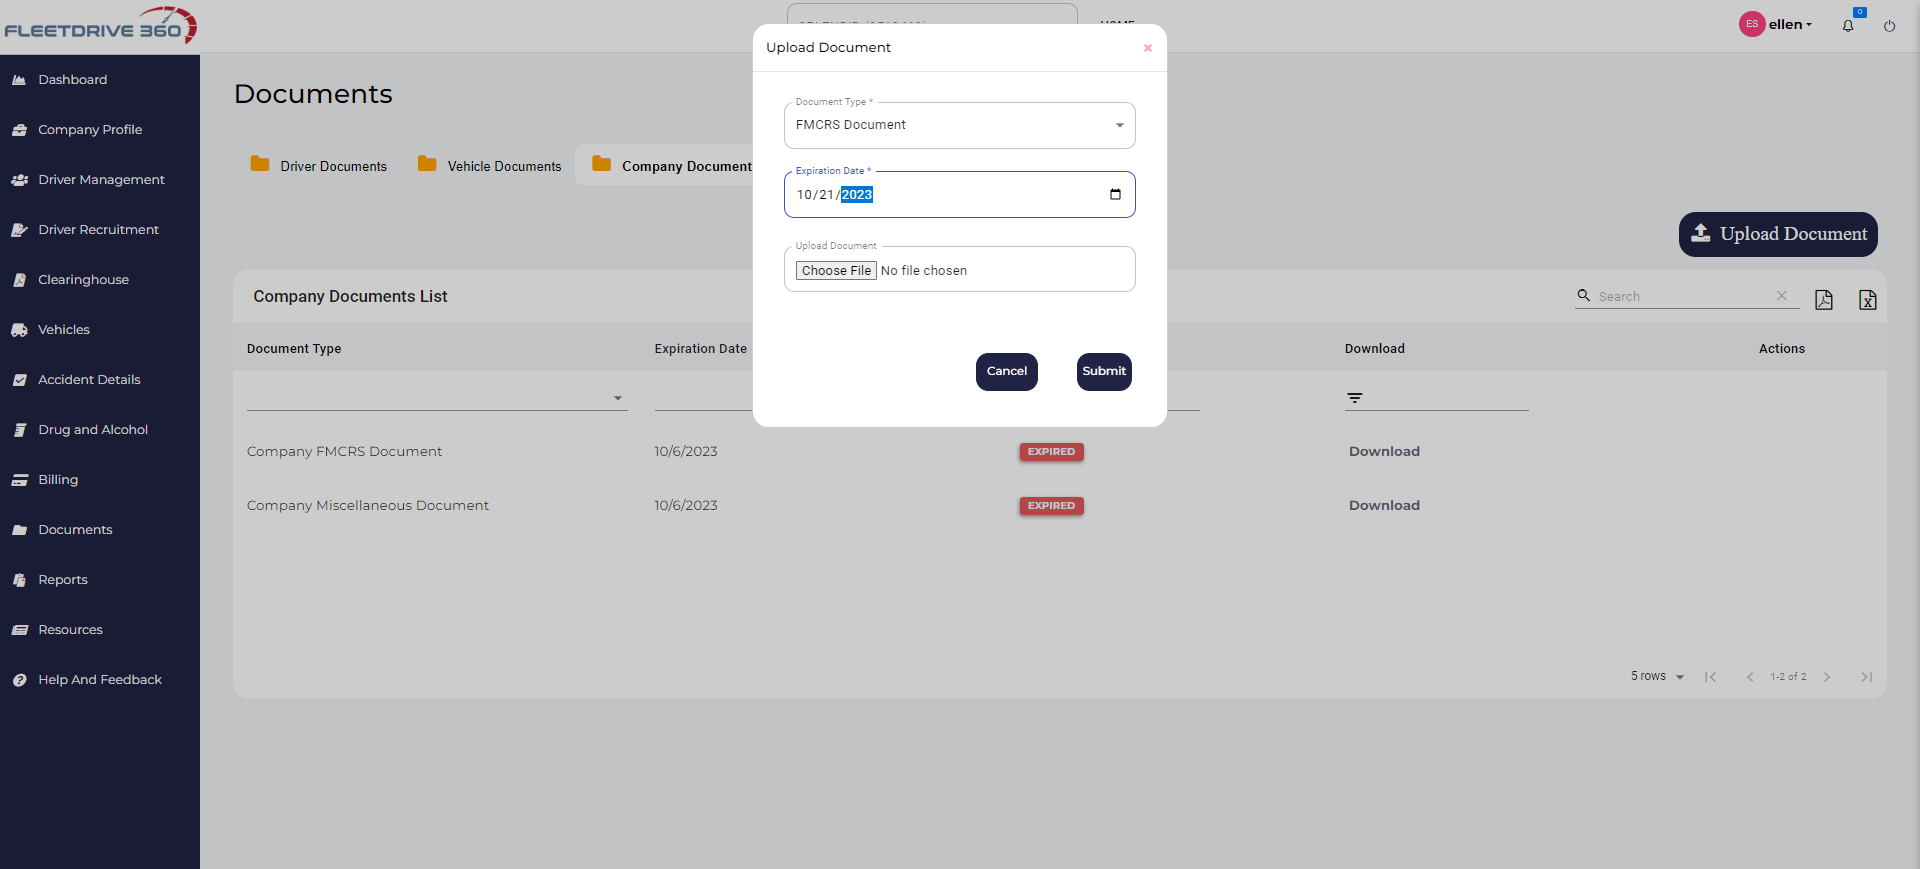 FLEETDRIVE 360
HOME
ES ellen
0
Dashboard
Company Profile
Driver Management
Driver Recruitment
Clearinghouse
Vehicles
Accident Details
Drug and Alcohol
Billing
Documents
Reports
Resources
Help And Feedback
Documents
Driver Documents
Vehicle Documents
Company Document
Upload Document
Upload Document
×
Document Type *
FMCRS Document
Expiration Date *
10/21/2023
Upload Document
Choose File No file chosen
Cancel
Submit
Company Documents List
Search
Document Type
Expiration Date
Download
Actions
Company FMCRS Document
10/6/2023
EXPIRED
Download
Company Miscellaneous Document
10/6/2023
EXPIRED
Download
5 rows
1-2 of 2